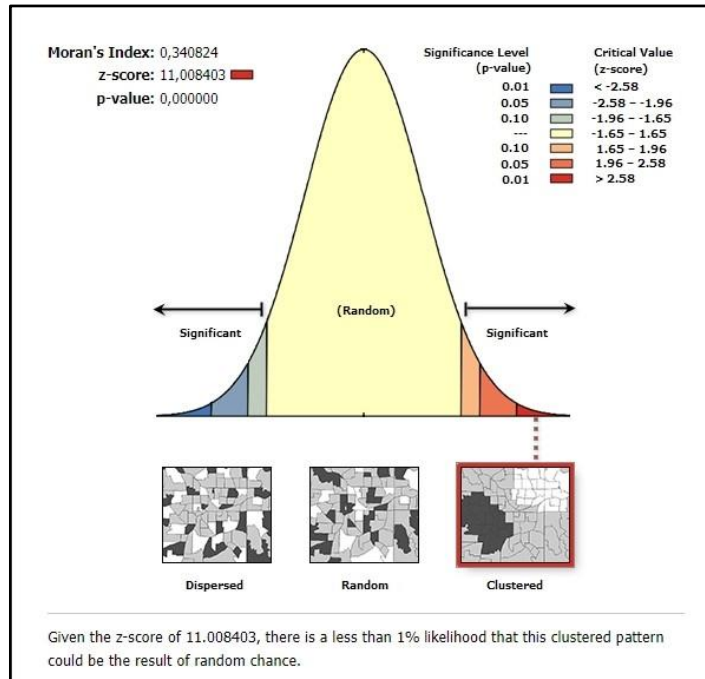 Moran's Index: 0,340824
z-score: 11,008403
p-value: 0,000000
Significance Level
(p-value)
Critical Value
(z-score)
0.01 < -2.58
0.05 -2.58 – -1.96
0.10 -1.96 – -1.65
--- -1.65 – 1.65
0.10 1.65 – 1.96
0.05 1.96 – 2.58
0.01 > 2.58
(Random)
Significant
Significant
Dispersed
Random
Clustered
Given the z-score of 11.008403, there is a less than 1% likelihood that this clustered pattern
could be the result of random chance.